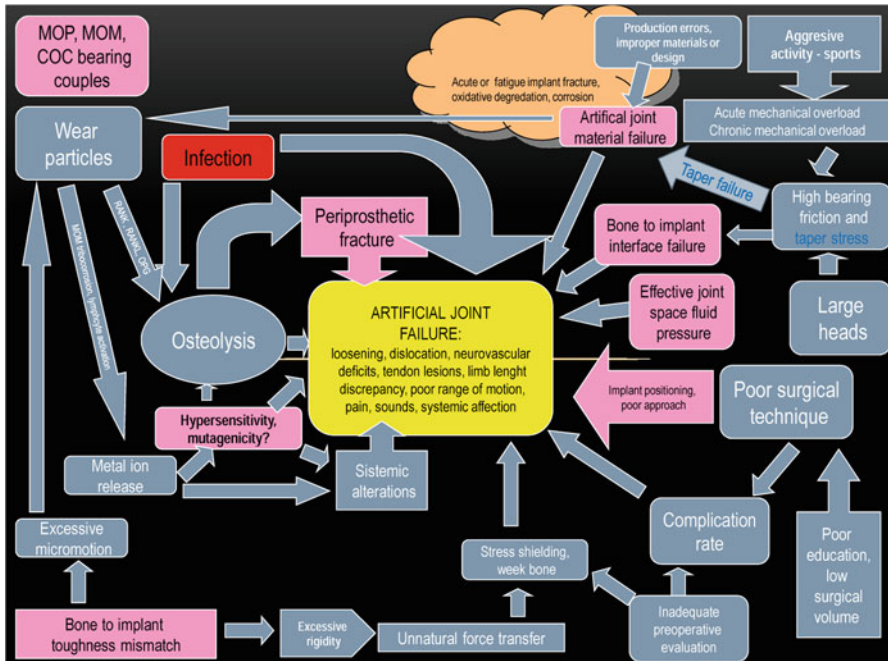 MOP, MOM,
COC bearing
couples
Production errors,
improper materials or
design
Aggresive
activity - sports
Acute or fatigue implant fracture,
oxidative degredation, corrosion
Artifical joint
material failure
Acute mechanical overload
Chronic mechanical overload
Wear
particles
Infection
Taper failure
High bearing
friction and
taper stress
RANK, RANKL, OPG
MOM tribocorrosion, lymphcyte activation
Periprosthetic
fracture
Bone to implant
interface failure
Effective joint
space fluid
pressure
Large
heads
Osteolysis
ARTIFICIAL JOINT
FAILURE:
loosening, dislocation, neurovascular
deficits, tendon lesions, limb lenght
discrepancy, poor range of motion,
pain, sounds, systemic affection
Implant positioning,
poor approach
Poor surgical
technique
Hypersensitivity,
mutagenicity?
Metal ion
release
Sistemic
alterations
Excessive
micromotion
Stress shielding,
week bone
Complication
rate
Poor
education,
low
surgical
volume
Bone to implant
toughness mismatch
Excessive
rigidity
Unnatural force transfer
Inadequate
preoperative
evaluation